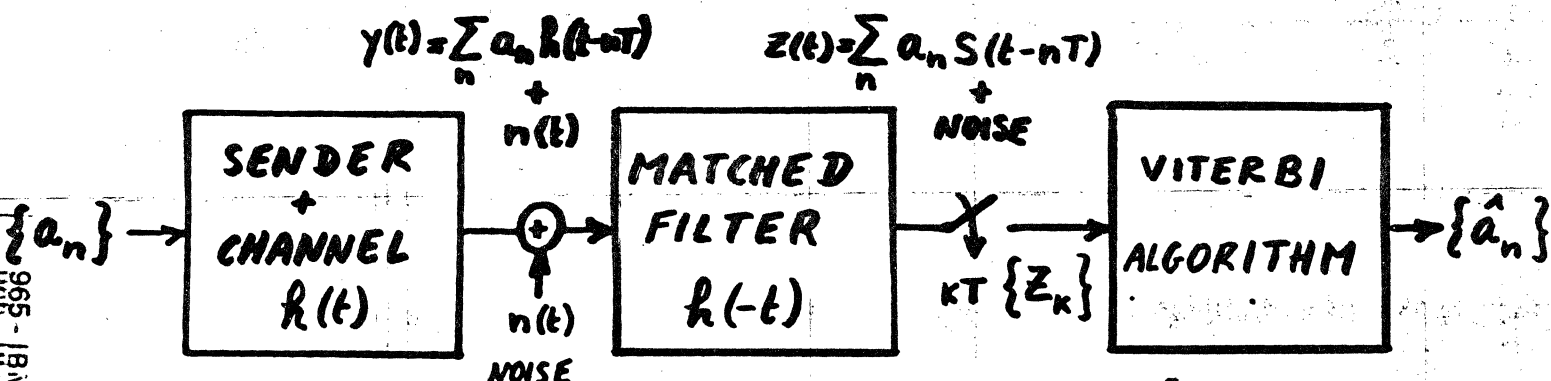 y(t)=∑ₙ aₙ h(t-nT)
+
n(t)
z(t)=∑ₙ aₙ S(t-nT)
+
NOISE
{aₙ}
SENDER
+
CHANNEL
h(t)
+
n(t)
NOISE
MATCHED
FILTER
h(-t)
KT {Zₖ}
VITERBI
ALGORITHM
{âₙ}